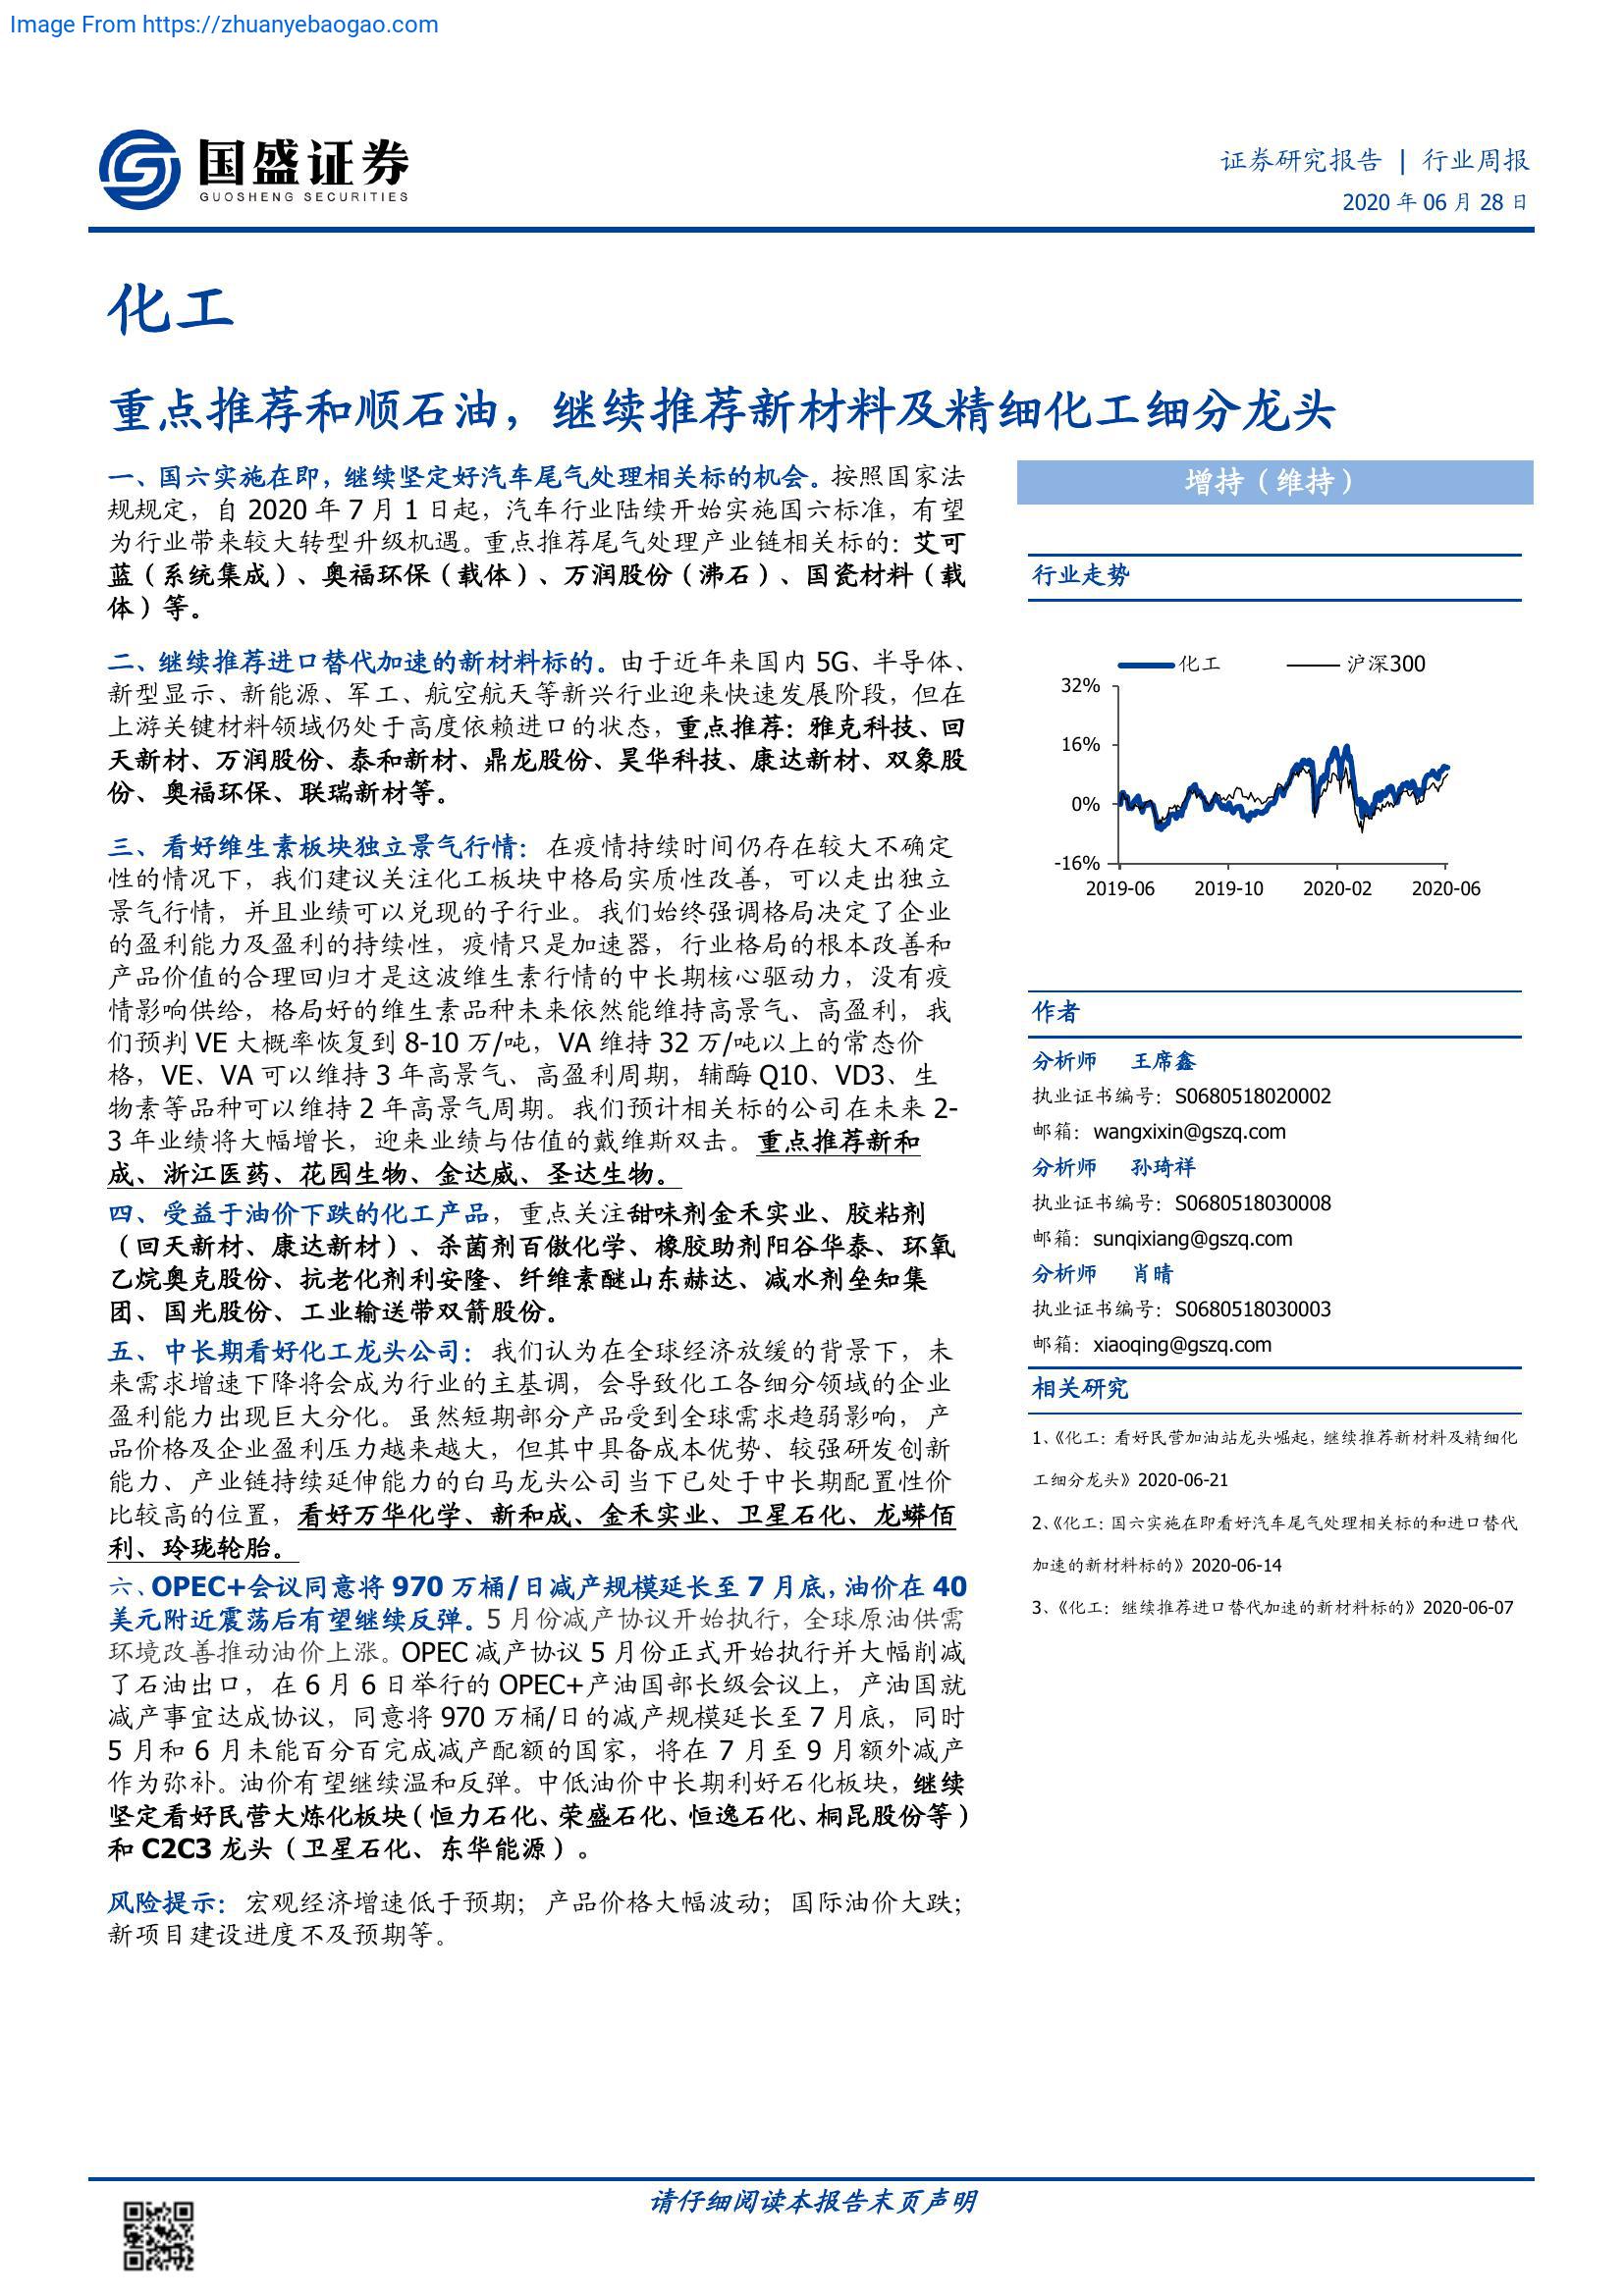 Image From https://zhuanyebaogao.com
国盛证券
GUOSHENG SECURITIES
证券研究报告 | 行业周报
2020 年 06 月 28 日
化工
重点推荐和顺石油，继续推荐新材料及精细化工细分龙头
一、国六实施在即，继续坚定好汽车尾气处理相关标的机会。按照国家法
规规定，自 2020 年 7 月 1 日起，汽车行业陆续开始实施国六标准，有望
为行业带来较大转型升级机遇。重点推荐尾气处理产业链相关标的：艾可
蓝（系统集成）、奥福环保（载体）、万润股份（沸石）、国瓷材料（载
体）等。
二、继续推荐进口替代加速的新材料标的。由于近年来国内 5G、半导体、
新型显示、新能源、军工、航空航天等新兴行业迎来快速发展阶段，但在
上游关键材料领域仍处于高度依赖进口的状态，重点推荐：雅克科技、回
天新材、万润股份、泰和新材、鼎龙股份、昊华科技、康达新材、双象股
份、奥福环保、联瑞新材等。
三、看好维生素板块独立景气行情：在疫情持续时间仍存在较大不确定
性的情况下，我们建议关注化工板块中格局实质性改善，可以走出独立
景气行情，并且业绩可以兑现的子行业。我们始终强调格局决定了企业
的盈利能力及盈利的持续性，疫情只是加速器，行业格局的根本改善和
产品价值的合理回归才是这波维生素行情的中长期核心驱动力，没有疫
情影响供给，格局好的维生素品种未来依然能维持高景气、高盈利，我
们预判 VE 大概率恢复到 8-10 万/吨，VA 维持 32 万/吨以上的常态价
格，VE、VA 可以维持 3 年高景气、高盈利周期，辅酶 Q10、VD3、生
物素等品种可以维持 2 年高景气周期。我们预计相关标的公司在未来 2-
3 年业绩将大幅增长，迎来业绩与估值的戴维斯双击。重点推荐新和
成、浙江医药、花园生物、金达威、圣达生物。
四、受益于油价下跌的化工产品，重点关注甜味剂金禾实业、胶粘剂
（回天新材、康达新材）、杀菌剂百傲化学、橡胶助剂阳谷华泰、环氧
乙烷奥克股份、抗老化剂利安隆、纤维素醚山东赫达、减水剂垒知集
团、国光股份、工业输送带双箭股份。
五、中长期看好化工龙头公司：我们认为在全球经济放缓的背景下，未
来需求增速下降将会成为行业的主基调，会导致化工各细分领域的企业
盈利能力出现巨大分化。虽然短期部分产品受到全球需求趋弱影响，产
品价格及企业盈利压力越来越大，但其中具备成本优势、较强研发创新
能力、产业链持续延伸能力的白马龙头公司当下已处于中长期配置性价
比较高的位置，看好万华化学、新和成、金禾实业、卫星石化、龙蟒佰
利、玲珑轮胎。
六、OPEC+会议同意将 970 万桶/日减产规模延长至 7 月底，油价在 40
美元附近震荡后有望继续反弹。5 月份减产协议开始执行，全球原油供需
环境改善推动油价上涨。OPEC 减产协议 5 月份正式开始执行并大幅削减
了石油出口，在 6 月 6 日举行的 OPEC+产油国部长级会议上，产油国就
减产事宜达成协议，同意将 970 万桶/日的减产规模延长至 7 月底，同时
5 月和 6 月未能百分百完成减产配额的国家，将在 7 月至 9 月额外减产
作为弥补。油价有望继续温和反弹。中低油价中长期利好石化板块，继续
坚定看好民营大炼化板块（恒力石化、荣盛石化、恒逸石化、桐昆股份等）
和 C2C3 龙头（卫星石化、东华能源）。
风险提示：宏观经济增速低于预期；产品价格大幅波动；国际油价大跌；
新项目建设进度不及预期等。
增持（维持）
行业走势
化工 沪深300
32%
16%
0%
-16%
2019-06 2019-10 2020-02 2020-06
作者
分析师 王席鑫
执业证书编号：S0680518020002
邮箱：wangxixin@gszq.com
分析师 孙琦祥
执业证书编号：S0680518030008
邮箱：sunqixiang@gszq.com
分析师 肖晴
执业证书编号：S0680518030003
邮箱：xiaoqing@gszq.com
相关研究
1、《化工：看好民营加油站龙头崛起，继续推荐新材料及精细化
工细分龙头》2020-06-21
2、《化工：国六实施在即看好汽车尾气处理相关标的和进口替代
加速的新材料标的》2020-06-14
3、《化工：继续推荐进口替代加速的新材料标的》2020-06-07
请仔细阅读本报告末页声明